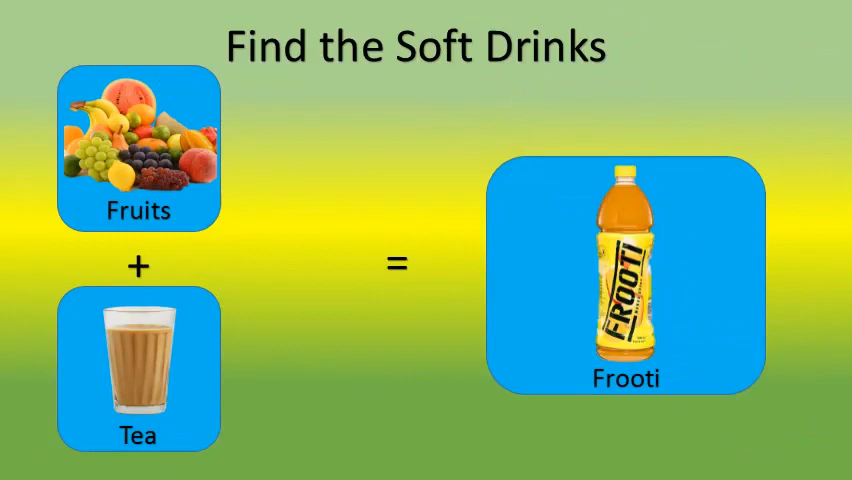 Find the Soft Drinks
Fruits
+
Tea
=
FROOTI
Frooti